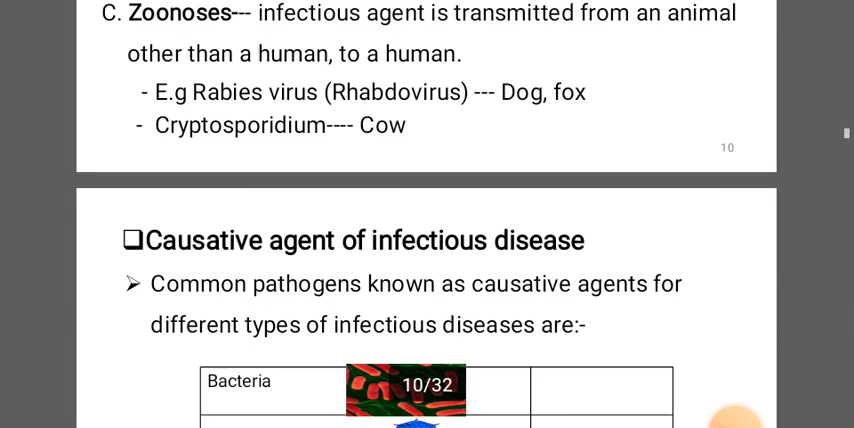 C. Zoonoses--- infectious agent is transmitted from an animal
other than a human, to a human.
- E.g Rabies virus (Rhabdovirus) --- Dog, fox
- Cryptosporidium---- Cow
10
❑Causative agent of infectious disease
➢ Common pathogens known as causative agents for
different types of infectious diseases are:-
Bacteria
10/32